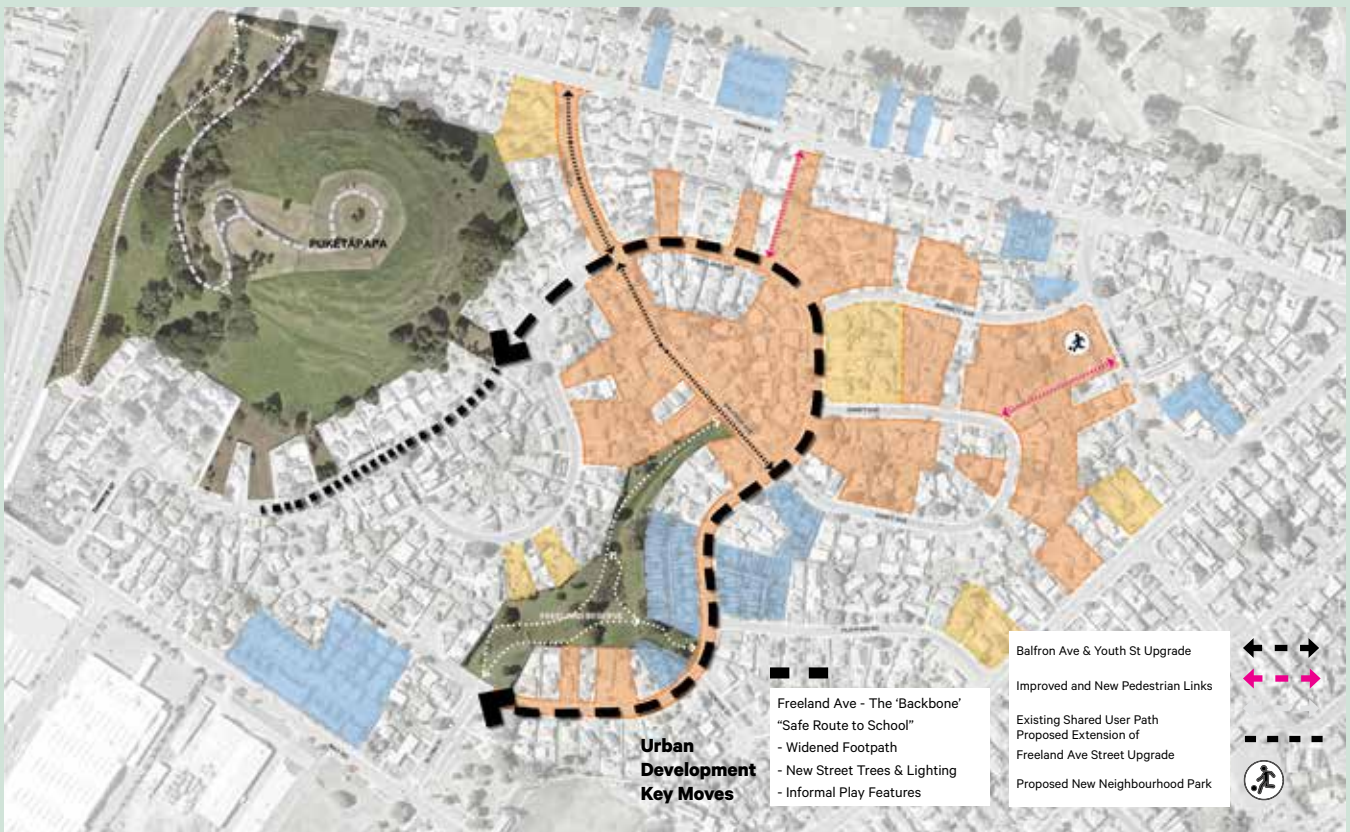 PUKETĀPAPA
FREELAND RESERVE
Urban
Development
Key Moves
Freeland Ave - The ‘Backbone’
“Safe Route to School”
- Widened Footpath
- New Street Trees & Lighting
- Informal Play Features
Balfron Ave & Youth St Upgrade
Improved and New Pedestrian Links
Existing Shared User Path
Proposed Extension of
Freeland Ave Street Upgrade
Proposed New Neighbourhood Park